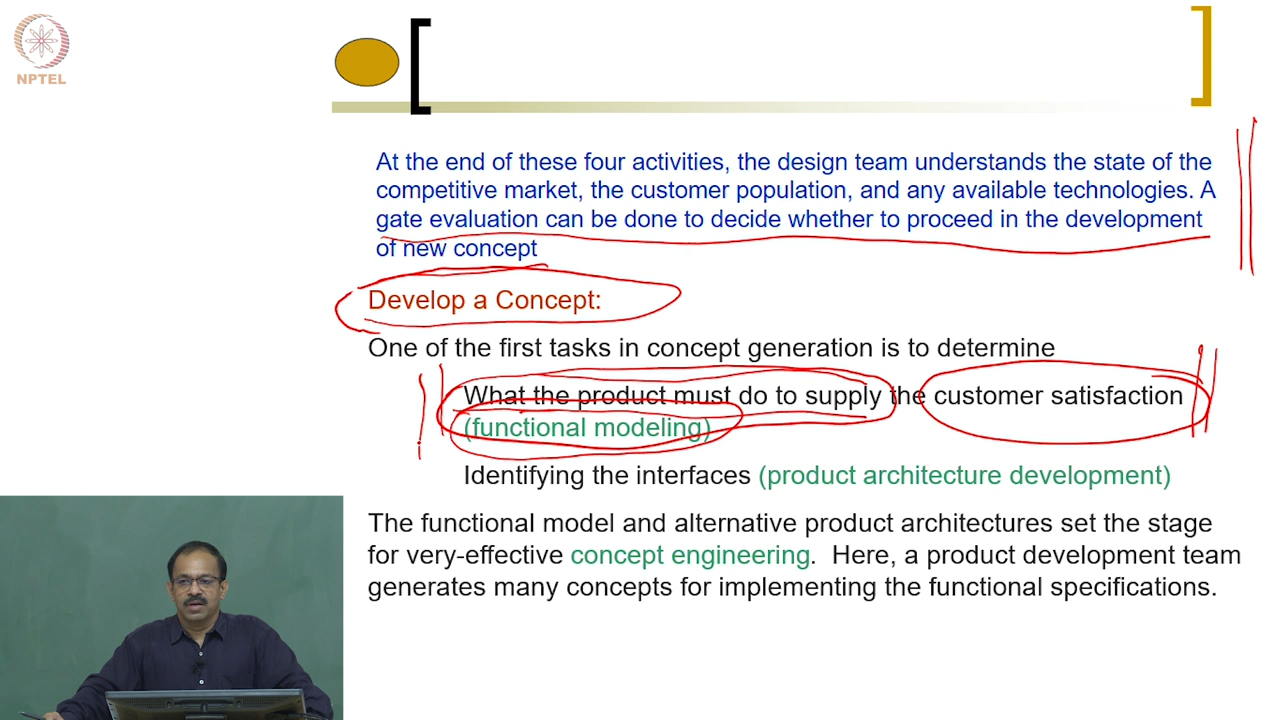 NPTEL
At the end of these four activities, the design team understands the state of the
competitive market, the customer population, and any available technologies. A
gate evaluation can be done to decide whether to proceed in the development
of new concept
Develop a Concept:
One of the first tasks in concept generation is to determine
What the product must do to supply the customer satisfaction
(functional modeling)
Identifying the interfaces (product architecture development)
The functional model and alternative product architectures set the stage
for very-effective concept engineering. Here, a product development team
generates many concepts for implementing the functional specifications.